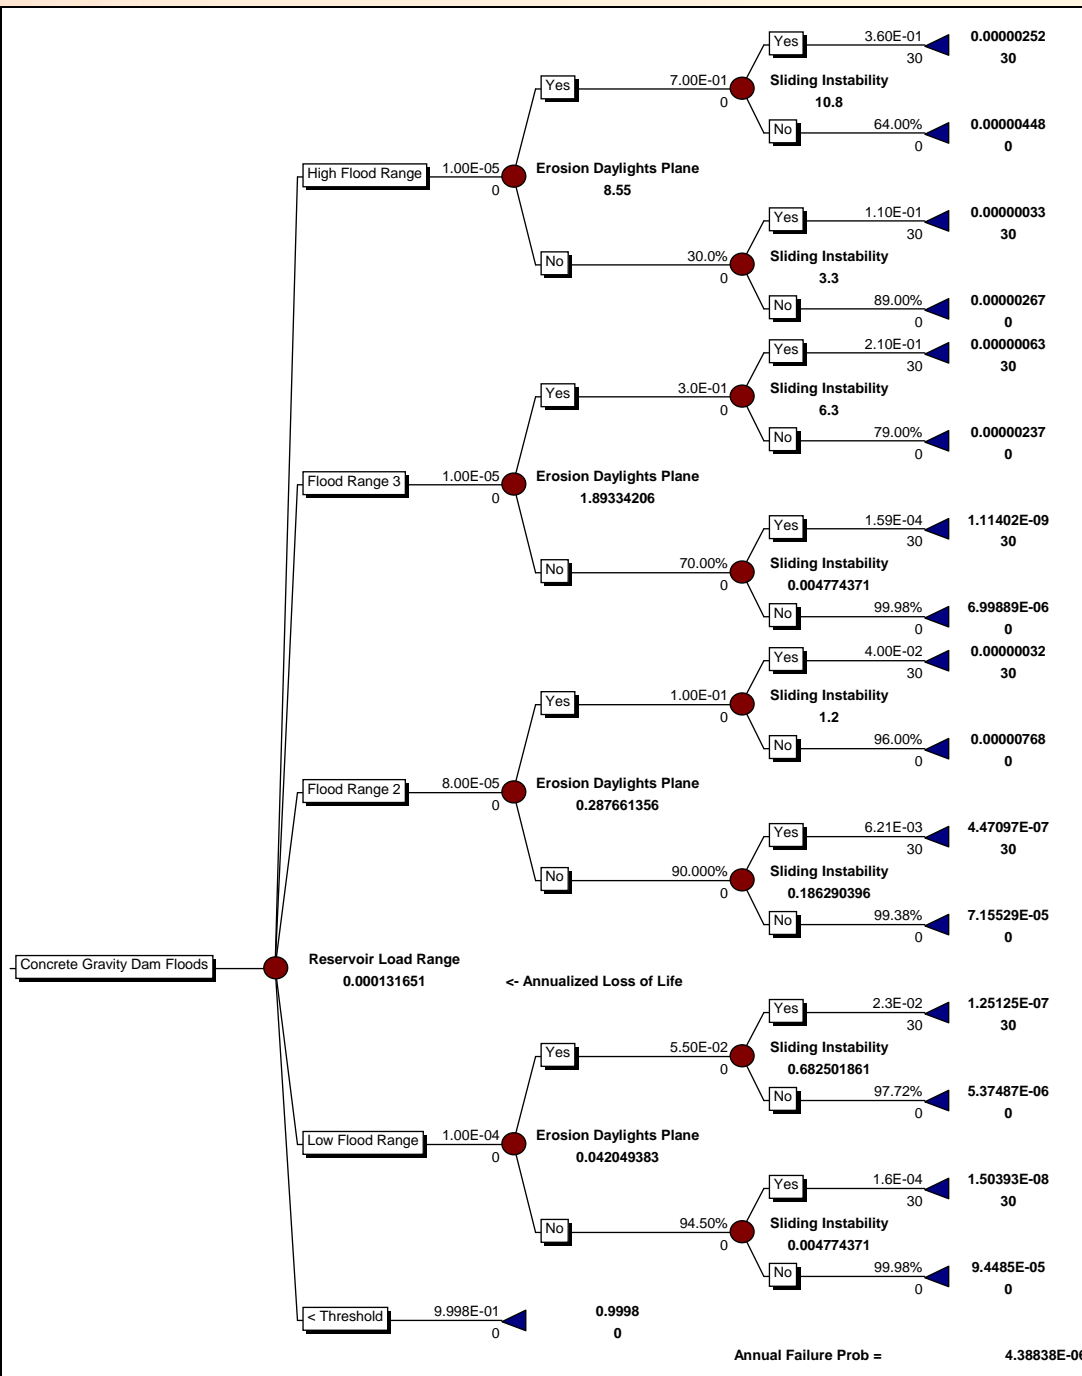 Yes 3.60E-01 0.00000252
30 30
Yes 7.00E-01 Sliding Instability
0 10.8
No 64.00% 0.00000448
0 0
High Flood Range 1.00E-05 Erosion Daylights Plane
0 8.55
Yes 1.10E-01 0.00000033
30 30
No 30.0% Sliding Instability
0 3.3
No 89.00% 0.00000267
0 0
Yes 2.10E-01 0.00000063
30 30
Yes 3.0E-01 Sliding Instability
0 6.3
No 79.00% 0.00000237
0 0
Flood Range 3 1.00E-05 Erosion Daylights Plane
0 1.89334206
Yes 1.59E-04 1.11402E-09
30 30
No 70.00% Sliding Instability
0 0.004774371
No 99.98% 6.99889E-06
0 0
Yes 4.00E-02 0.00000032
30 30
Yes 1.00E-01 Sliding Instability
0 1.2
No 96.00% 0.00000768
0 0
Flood Range 2 8.00E-05 Erosion Daylights Plane
0 0.287661356
Yes 6.21E-03 4.47097E-07
30 30
No 90.000% Sliding Instability
0 0.186290396
No 99.38% 7.15529E-05
0 0
Concrete Gravity Dam Floods Reservoir Load Range
0.000131651 <- Annualized Loss of Life
Yes 2.3E-02 1.25125E-07
30 30
Yes 5.50E-02 Sliding Instability
0 0.682501861
No 97.72% 5.37487E-06
0 0
Low Flood Range 1.00E-04 Erosion Daylights Plane
0 0.042049383
Yes 1.6E-04 1.50393E-08
30 30
No 94.50% Sliding Instability
0 0.004774371
No 99.98% 9.4485E-05
0 0
< Threshold 9.998E-01 0.9998
0 0
Annual Failure Prob = 4.38838E-06